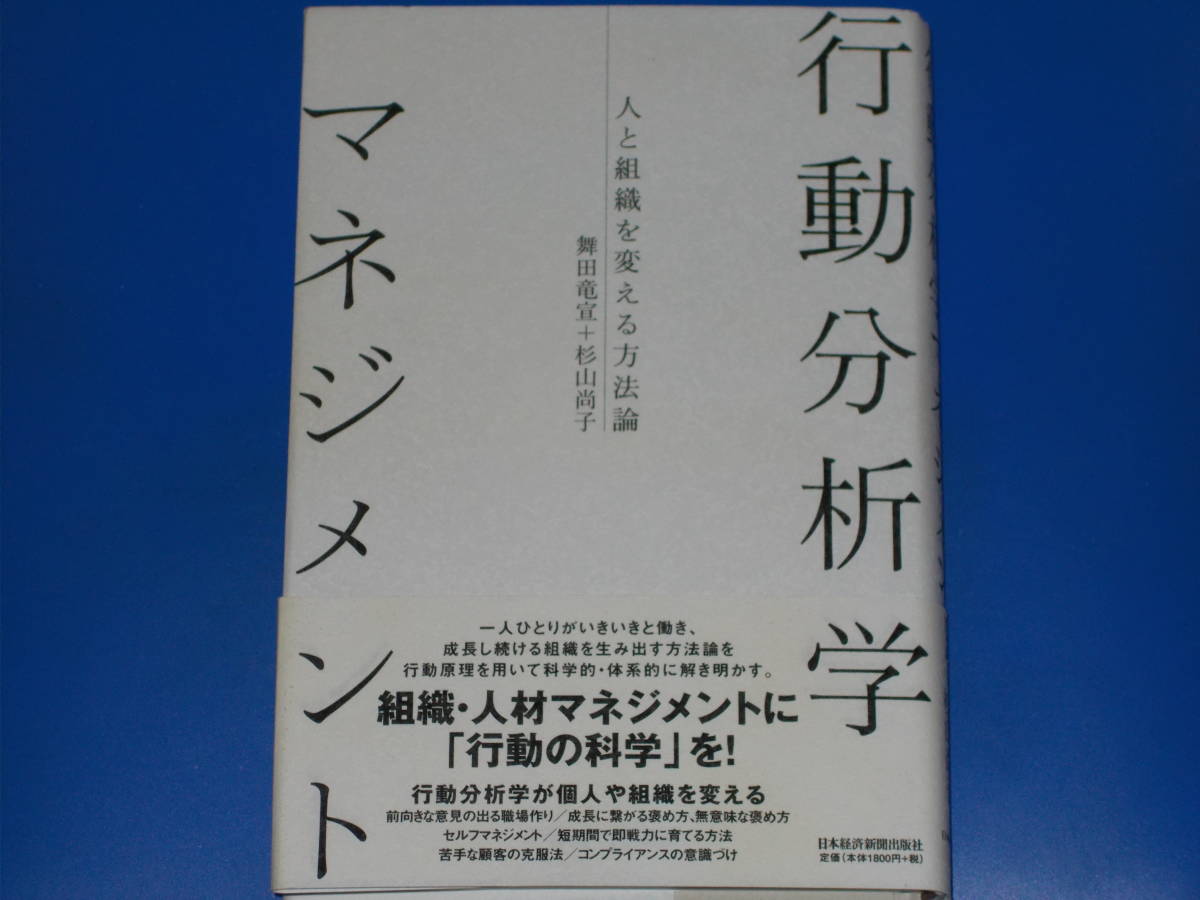 行動分析学
マネジメント
人と組織を変える方法論
舞田竜宣+杉山尚子
一人ひとりがいきいきと働き、
成長し続ける組織を生み出す方法論を
行動原理を用いて科学的・体系的に解き明かす。
組織・人材マネジメントに
「行動の科学」を!
行動分析学が個人や組織を変える
前向きな意見の出る職場作り/成長に繋がる褒め方、無意味な褒め方
セルフマネジメント/短期間で即戦力に育てる方法
苦手な顧客の克服法/コンプライアンスの意識づけ
日本経済新聞出版社
定価(本体1800円+税)